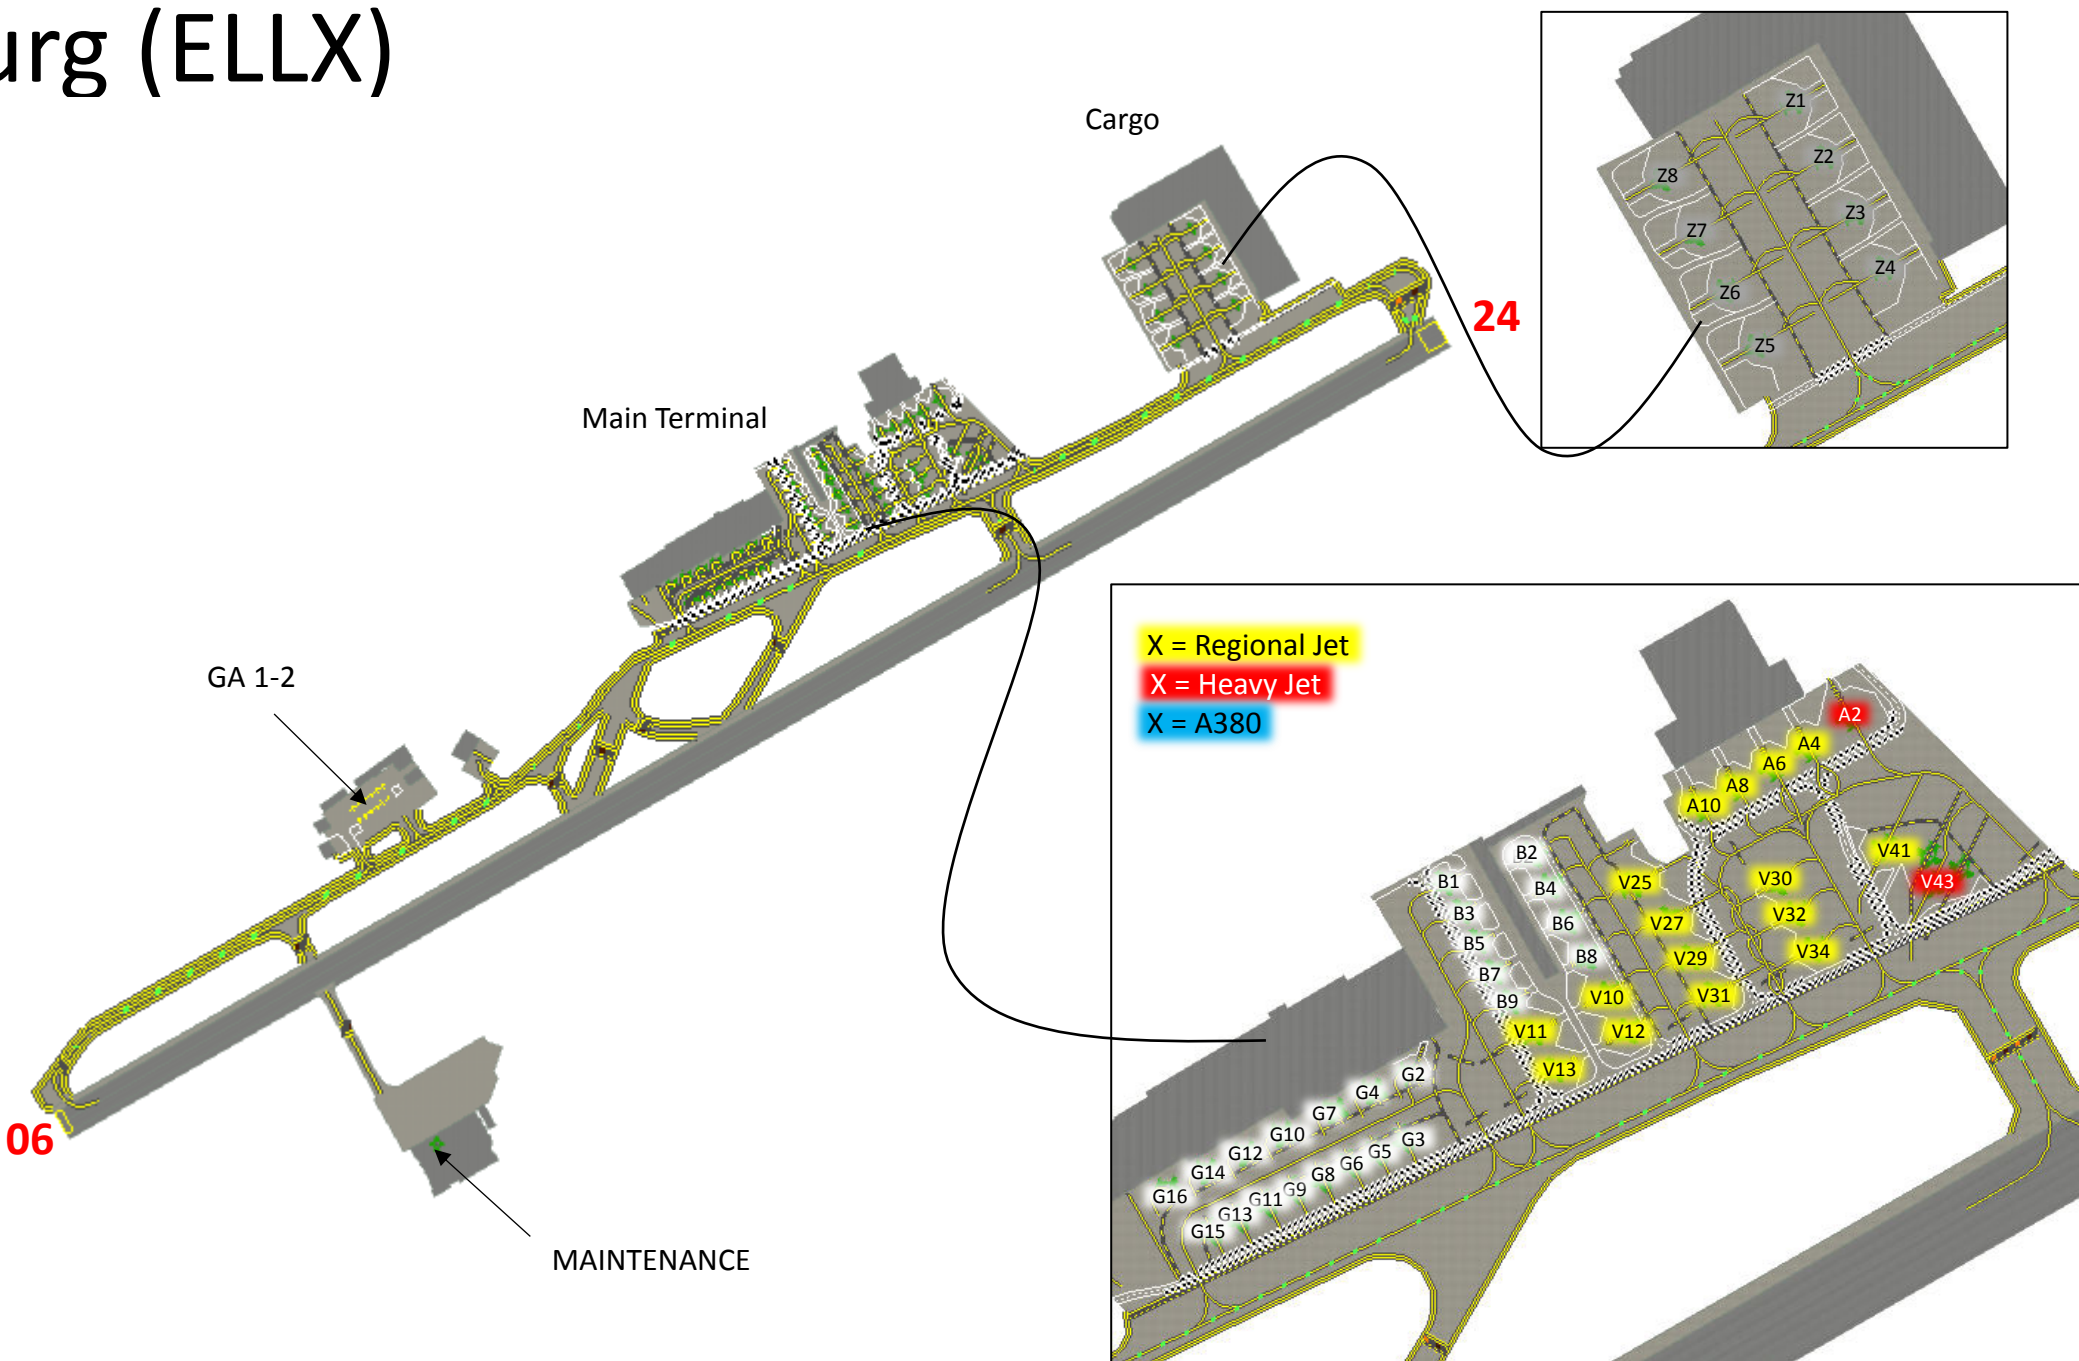 urg (ELLX)
Cargo
Main Terminal
24
GA 1-2
06
MAINTENANCE
Z1
Z2
Z3
Z4
Z8
Z7
Z6
Z5
X = Regional Jet
X = Heavy Jet
X = A380
A2
A4
A6
A8
A10
V41
V43
V30
V32
V34
V25
V27
V29
V31
B2
B4
B6
B8
V10
V12
B1
B3
B5
B7
B9
V11
V13
G2
G4
G7
G10
G12
G14
G16
G3
G5
G6
G8
G9
G11
G13
G15